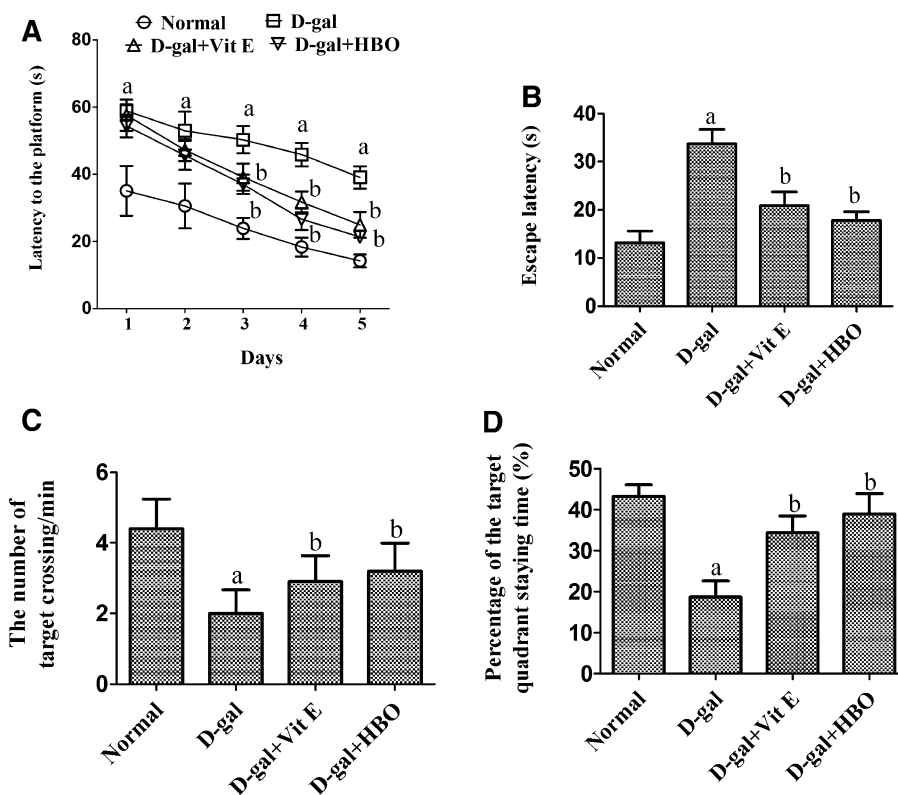 A
Normal
D-gal
D-gal+Vit E
D-gal+HBO
Latency to the platform (s)
80
60
40
20
0
a
a
a
a
a
b
b
b
b
b
b
1
2
3
4
5
Days
B
Escape latency (s)
40
30
20
10
0
a
b
b
Normal
D-gal
D-gal+Vit E
D-gal+HBO
C
The number of
target crossing/min
6
4
2
0
a
b
b
Normal
D-gal
D-gal+Vit E
D-gal+HBO
D
Percentage of the target
quadrant staying time (%)
50
40
30
20
10
0
a
b
b
Normal
D-gal
D-gal+Vit E
D-gal+HBO